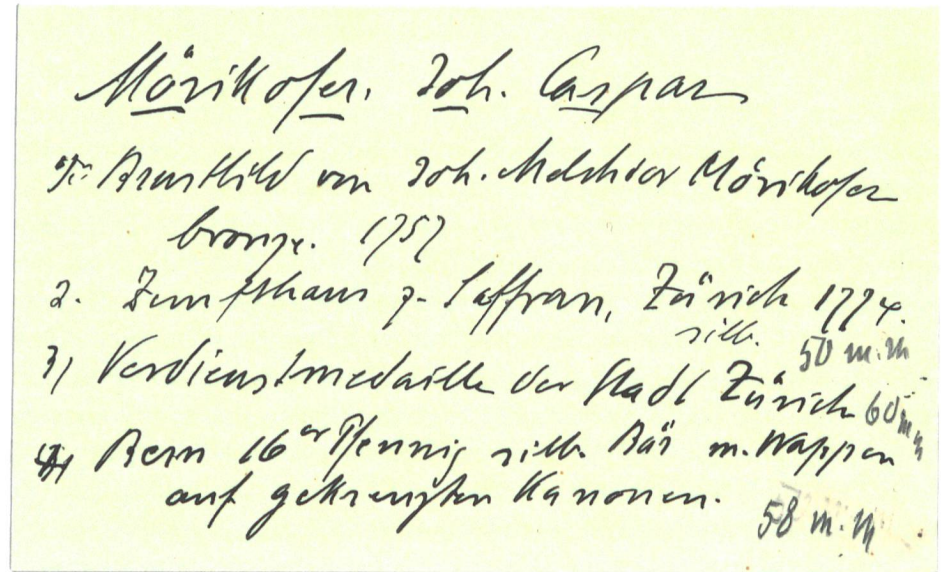 Mörikofer. Joh. Caspar
1. Brustbild von Joh. Melchior Mörikofer
bronze. 1757
2. Zunfthaus z. Saffran, Zürich 1774.
silb. 50 m.m
3) Verdienstmedaille der Stadt Zürich 60 m m
4) Bern 16er Pfennig silb. Bär m. Wappen
auf gekreuzten Kanonen.
58 m.m